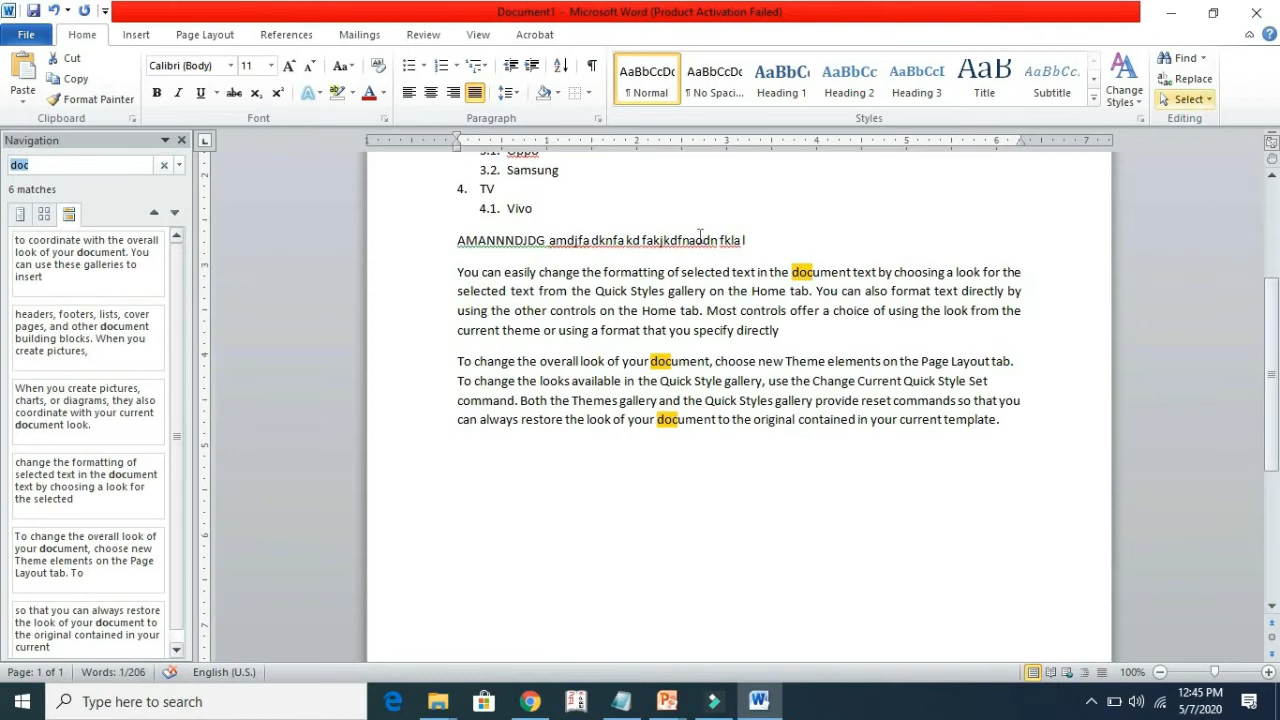 Document1 - Microsoft Word (Product Activation Failed)
File Home Insert Page Layout References Mailings Review View Acrobat
Paste
Cut
Copy
Format Painter
Clipboard
Calibri (Body) 11
Font
Paragraph
AaBbCcDc AaBbCcDc AaBbC AaBbCc AaBbCcI AaB AaBbCc.
¶ Normal ¶ No Spaci... Heading 1 Heading 2 Heading 3 Title Subtitle
Styles
Change Styles
Find
Replace
Select
Editing
Navigation
doc
6 matches
to coordinate with the overall
look of your document. You
can use these galleries to
insert
headers, footers, lists, cover
pages, and other document
building blocks. When you
create pictures,
When you create pictures,
charts, or diagrams, they also
coordinate with your current
document look.
change the formatting of
selected text in the document
text by choosing a look for
the selected
To change the overall look of
your document, choose new
Theme elements on the Page
Layout tab. To
so that you can always restore
the look of your document to
the original contained in your
current
3.1. Oppo
3.2. Samsung
4. TV
4.1. Vivo
AMANNNDJDG amdjfa dknfa kd fakjkdfnaodn fkla l
You can easily change the formatting of selected text in the document text by choosing a look for the
selected text from the Quick Styles gallery on the Home tab. You can also format text directly by
using the other controls on the Home tab. Most controls offer a choice of using the look from the
current theme or using a format that you specify directly
To change the overall look of your document, choose new Theme elements on the Page Layout tab.
To change the looks available in the Quick Style gallery, use the Change Current Quick Style Set
command. Both the Themes gallery and the Quick Styles gallery provide reset commands so that you
can always restore the look of your document to the original contained in your current template.
Page: 1 of 1 Words: 1/206 English (U.S.) 100%
Type here to search
12:45 PM
5/7/2020